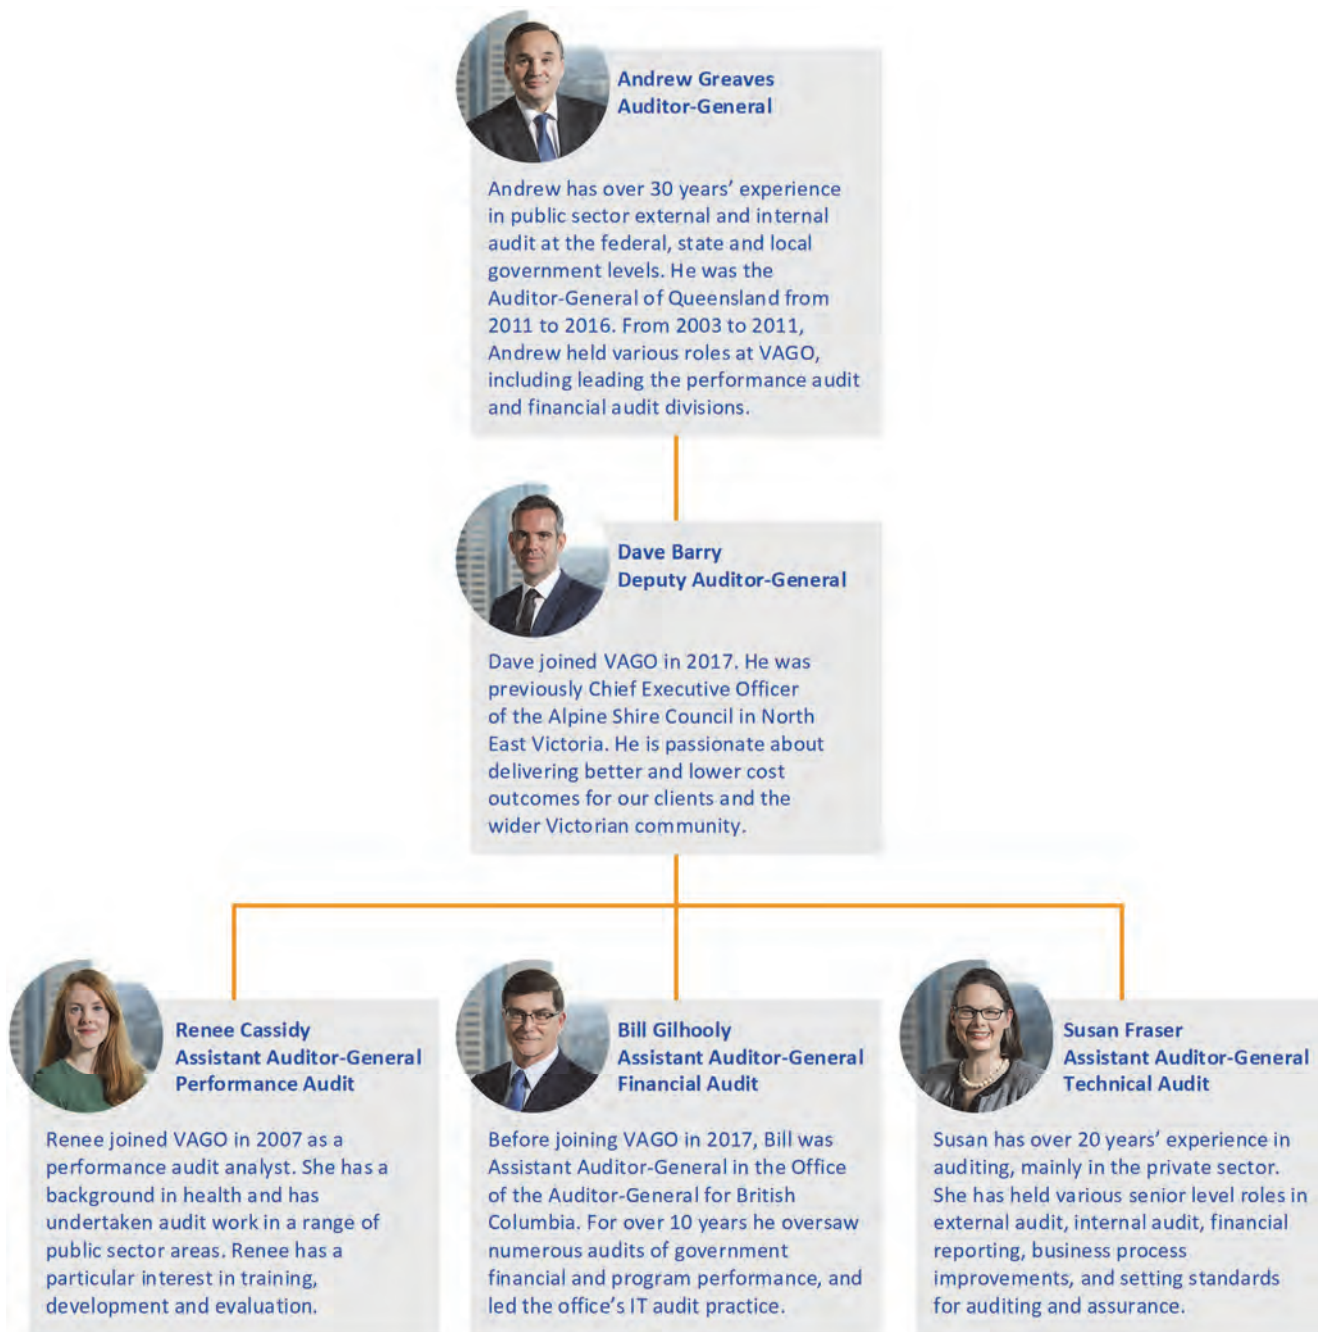 Andrew Greaves
Auditor-General
Andrew has over 30 years’ experience
in public sector external and internal
audit at the federal, state and local
government levels. He was the
Auditor-General of Queensland from
2011 to 2016. From 2003 to 2011,
Andrew held various roles at VAGO,
including leading the performance audit
and financial audit divisions.
Dave Barry
Deputy Auditor-General
Dave joined VAGO in 2017. He was
previously Chief Executive Officer
of the Alpine Shire Council in North
East Victoria. He is passionate about
delivering better and lower cost
outcomes for our clients and the
wider Victorian community.
Renee Cassidy
Assistant Auditor-General
Performance Audit
Renee joined VAGO in 2007 as a
performance audit analyst. She has a
background in health and has
undertaken audit work in a range of
public sector areas. Renee has a
particular interest in training,
development and evaluation.
Bill Gilhooly
Assistant Auditor-General
Financial Audit
Before joining VAGO in 2017, Bill was
Assistant Auditor-General in the Office
of the Auditor-General for British
Columbia. For over 10 years he oversaw
numerous audits of government
financial and program performance, and
led the office’s IT audit practice.
Susan Fraser
Assistant Auditor-General
Technical Audit
Susan has over 20 years’ experience in
auditing, mainly in the private sector.
She has held various senior level roles in
external audit, internal audit, financial
reporting, business process
improvements, and setting standards
for auditing and assurance.